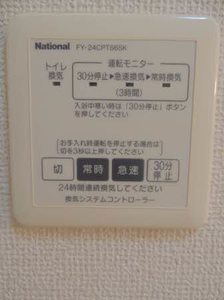 National FY-24CPTS6SK
運転モニター
トイレ
換気
30分停止▶急速換気▶常時換気
(3時間)
入浴中寒い時は「30分停止」ボタン
を押してください。
お手入れ時運転を停止する場合は
切を3秒以上押してください
切 常時 急速 30分
停止
24時間連続換気してください
換気システムコントローラー